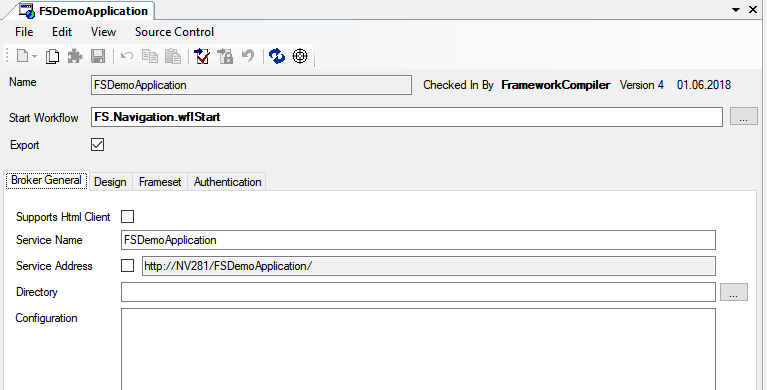 FSDemoApplication
File Edit View Source Control
Name FSDemoApplication Checked In By FrameworkCompiler Version 4 01.06.2018
Start Workflow FS.Navigation.wflStart ...
Export
Broker General Design Frameset Authentication
Supports Html Client
Service Name FSDemoApplication
Service Address http://NV281/FSDemoApplication/
Directory ...
Configuration